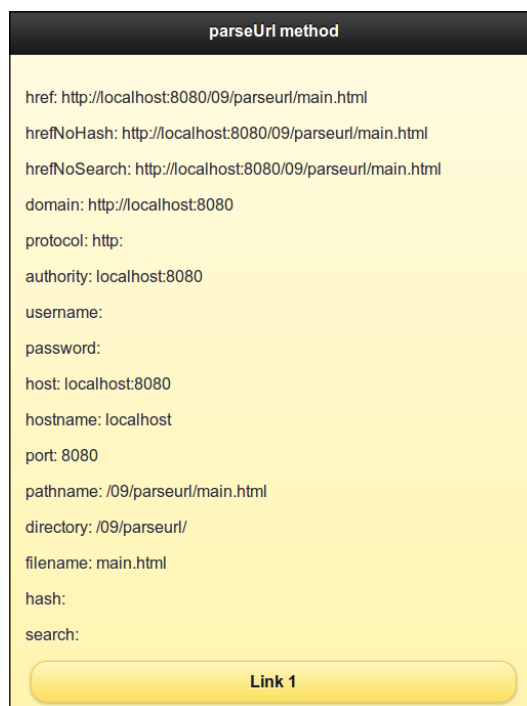 parseUrl method
href: http://localhost:8080/09/parseurl/main.html
hrefNoHash: http://localhost:8080/09/parseurl/main.html
hrefNoSearch: http://localhost:8080/09/parseurl/main.html
domain: http://localhost:8080
protocol: http:
authority: localhost:8080
username:
password:
host: localhost:8080
hostname: localhost
port: 8080
pathname: /09/parseurl/main.html
directory: /09/parseurl/
filename: main.html
hash:
search:
Link 1